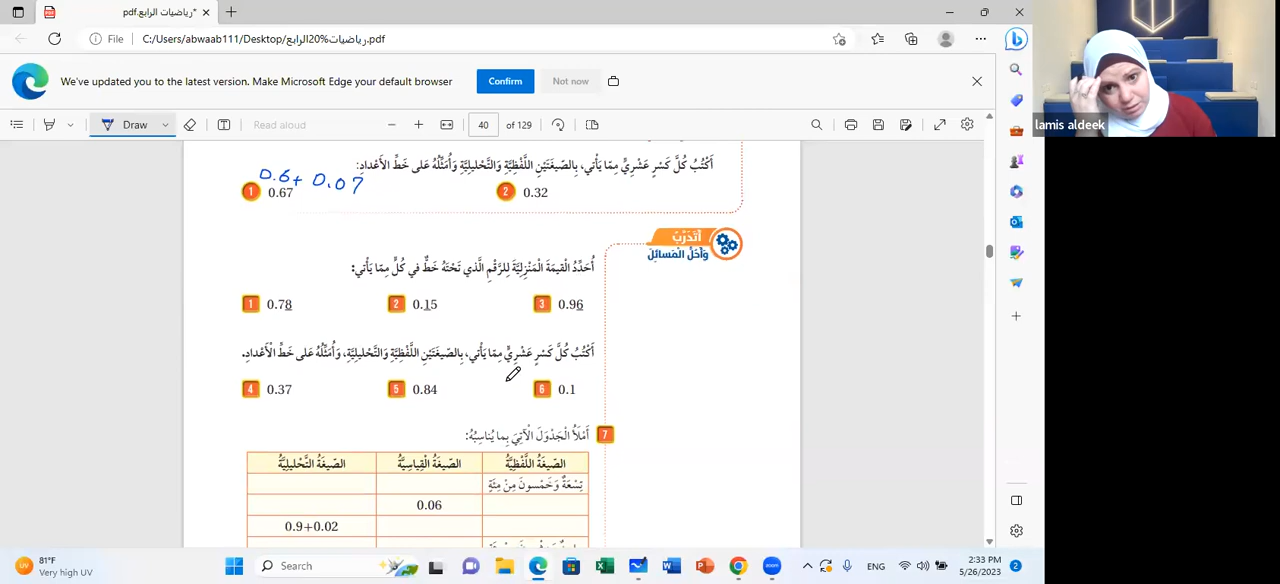 رياضيات الرابع.pdf*
File
C:/Users/abwaab111/Desktop/رياضيات%20الرابع.pdf
We've updated you to the latest version. Make Microsoft Edge your default browser
Confirm
Not now
Draw
Read aloud
40 of 129
lamis aldeek
أَكْتُبُ كُلَّ كَسْرٍ عَشْرِيٍّ مِمّا يَأْتي، بِالصّيغَتَيْنِ اللَّفْظِيَّةِ وَالتَّحْليلِيَّةِ وَأُمَثِّلُهُ عَلى خَطِّ الأَعْدادِ:
0.6+ 0.07
1 0.67
2 0.32
أَتَدَرَّبُ
وَأَحُلُّ الْمَسائِلَ
أُحَدِّدُ الْقيمَةَ الْمَنْزِلِيَّةَ لِلرَّقْمِ الَّذي تَحْتَهُ خَطٌّ في كُلٍّ مِمّا يَأْتي:
1 0.78
2 0.15
3 0.96
أَكْتُبُ كُلَّ كَسْرٍ عَشْرِيٍّ مِمّا يَأْتي، بِالصّيغَتَيْنِ اللَّفْظِيَّةِ وَالتَّحْليلِيَّةِ، وَأُمَثِّلُهُ عَلى خَطِّ الْأَعْدادِ.
4 0.37
5 0.84
6 0.1
7 أَمْلَأُ الْجَدْوَلَ الْآتِيَ بِما يُناسِبُهُ:
الصّيغَةُ اللَّفْظِيَّةُ
الصّيغَةُ الْقِياسِيَّةُ
الصّيغَةُ التَّحْليلِيَّةُ
تِسْعَةٌ وَخَمْسونَ مِنْ مِئَةٍ
0.06
0.9+0.02
81°F
Very high UV
Search
ENG
2:33 PM
5/26/2023
2